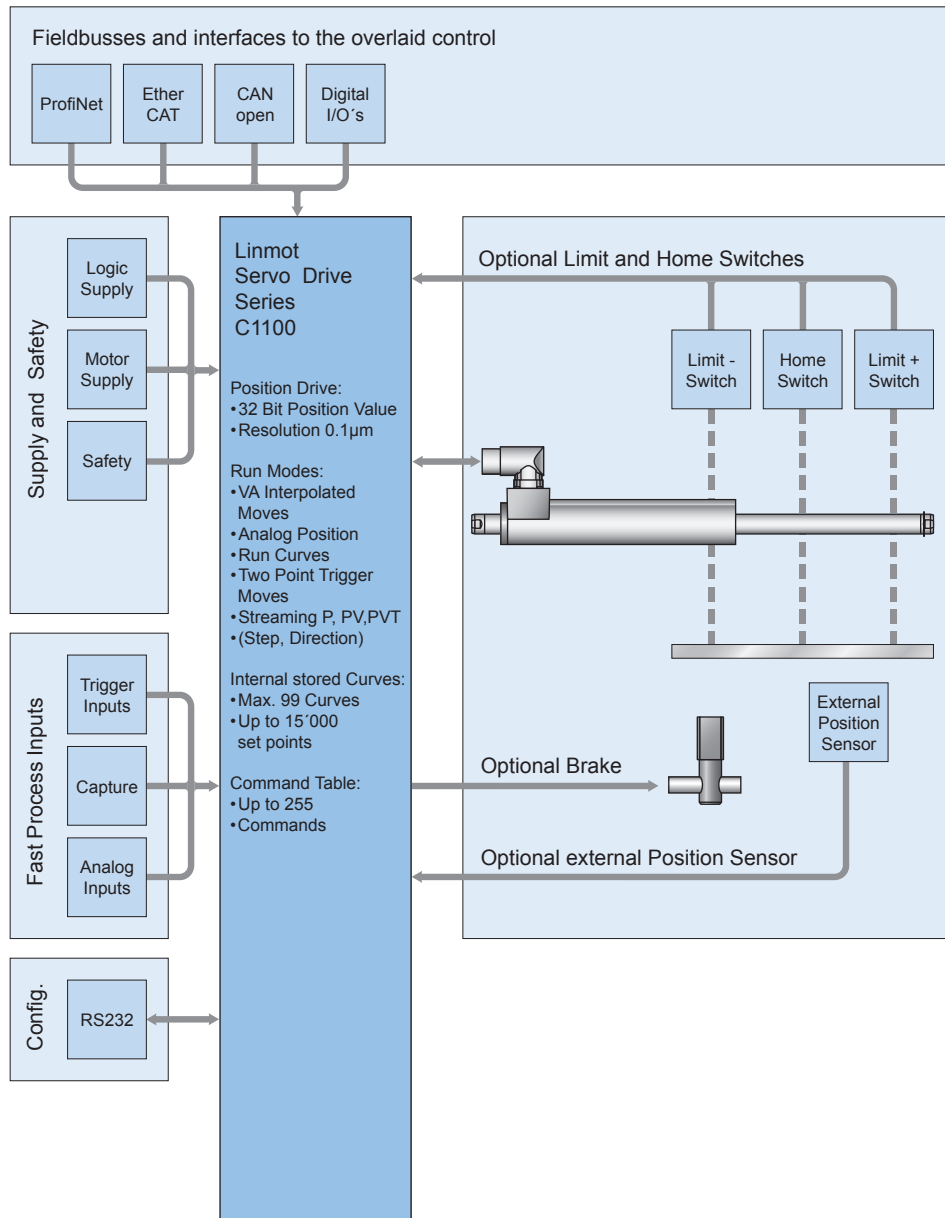 Fieldbusses and interfaces to the overlaid control
ProfiNet
Ether
CAT
CAN
open
Digital
I/O´s
Supply and Safety
Logic
Supply
Motor
Supply
Safety
Fast Process Inputs
Trigger
Inputs
Capture
Analog
Inputs
Config.
RS232
Linmot
Servo Drive
Series
C1100
Position Drive:
•32 Bit Position Value
•Resolution 0.1µm
Run Modes:
•VA Interpolated
Moves
•Analog Position
•Run Curves
•Two Point Trigger
Moves
•Streaming P, PV,PVT
•(Step, Direction)
Internal stored Curves:
•Max. 99 Curves
•Up to 15´000
set points
Command Table:
•Up to 255
•Commands
Optional Limit and Home Switches
Limit -
Switch
Home
Switch
Limit +
Switch
External
Position
Sensor
Optional Brake
Optional external Position Sensor